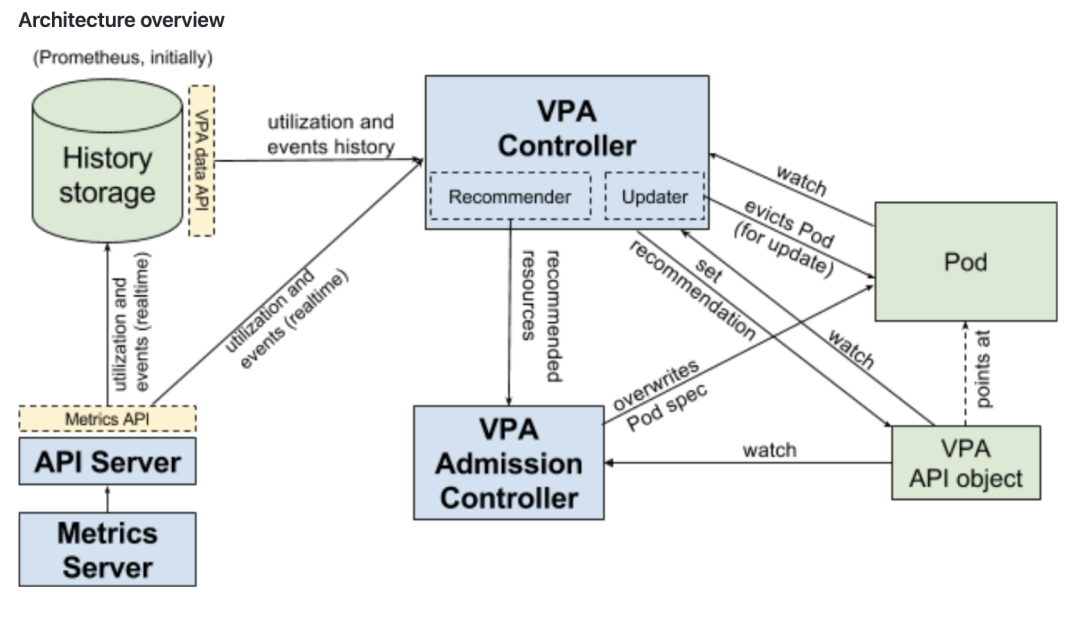 Architecture overview
(Prometheus, initially)
History
storage
VPA data API
utilization and
events history
VPA
Controller
Recommender
Updater
watch
evicts Pod
(for update)
Pod
utilization and
events (realtime)
utilization and
events (realtime)
recommended
resources
set
recommendation
watch
points at
overwrites
Pod spec
Metrics API
API Server
Metrics
Server
VPA
Admission
Controller
watch
VPA
API object